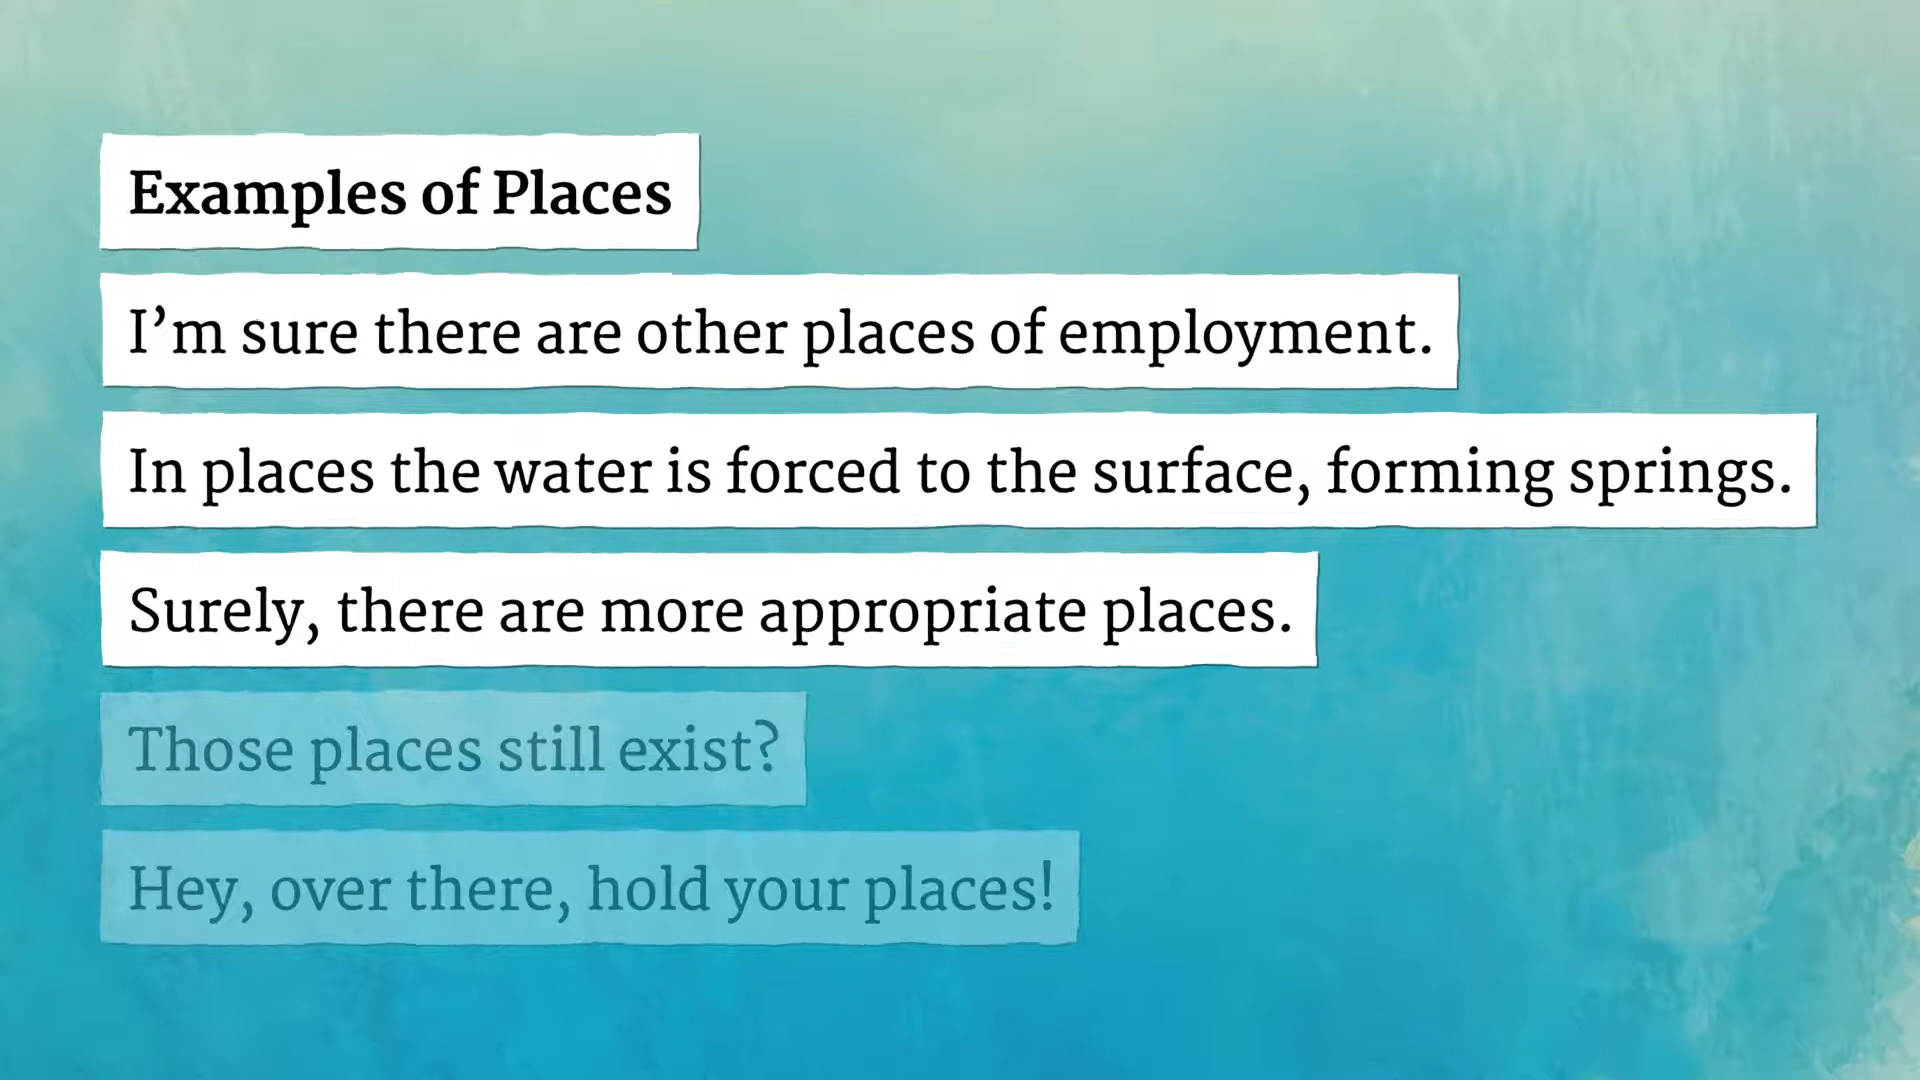 Examples of Places
I’m sure there are other places of employment.
In places the water is forced to the surface, forming springs.
Surely, there are more appropriate places.
Those places still exist?
Hey, over there, hold your places!